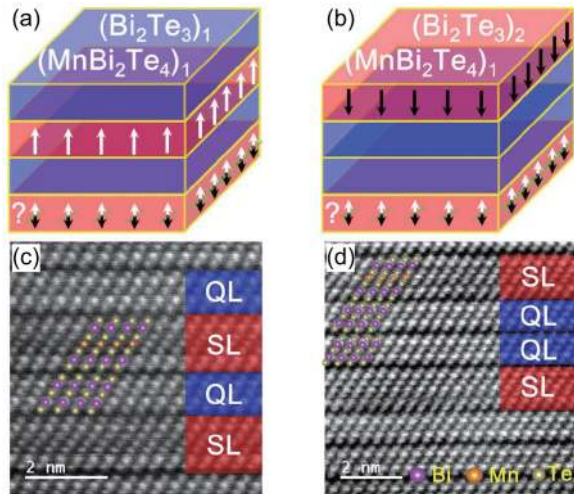 (a)
(Bi₂Te₃)₁
(MnBi₂Te₄)₁
?
(b)
(Bi₂Te₃)₂
(MnBi₂Te₄)₁
?
(c)
QL
SL
QL
SL
2 nm
(d)
SL
QL
QL
SL
2 nm
Bi Mn Te